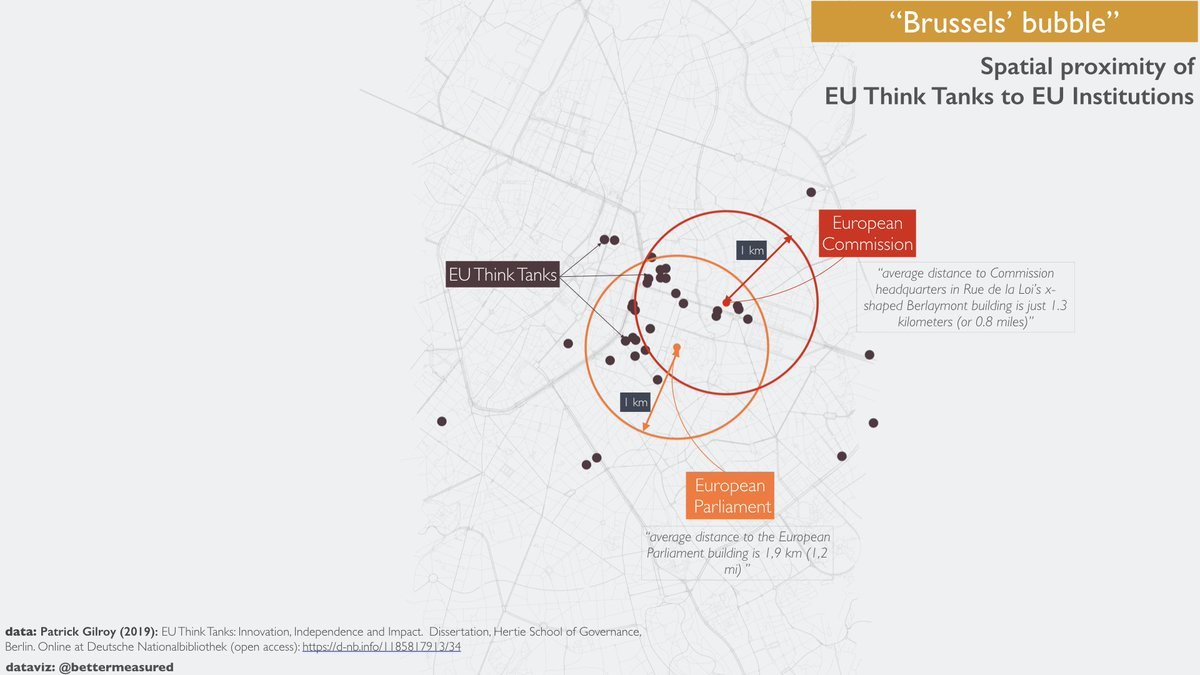 “Brussels’ bubble”
Spatial proximity of
EU Think Tanks to EU Institutions
European
Commission
1 km
“average distance to Commission
headquarters in Rue de la Loi’s x-
shaped Berlaymont building is just 1.3
kilometers (or 0.8 miles)”
EU Think Tanks
1 km
European
Parliament
“average distance to the European
Parliament building is 1,9 km (1,2
mi) ”
data: Patrick Gilroy (2019): EU Think Tanks: Innovation, Independence and Impact. Dissertation, Hertie School of Governance,
Berlin. Online at Deutsche Nationalbibliothek (open access): https://d-nb.info/1185817913/34
dataviz: @bettermeasured